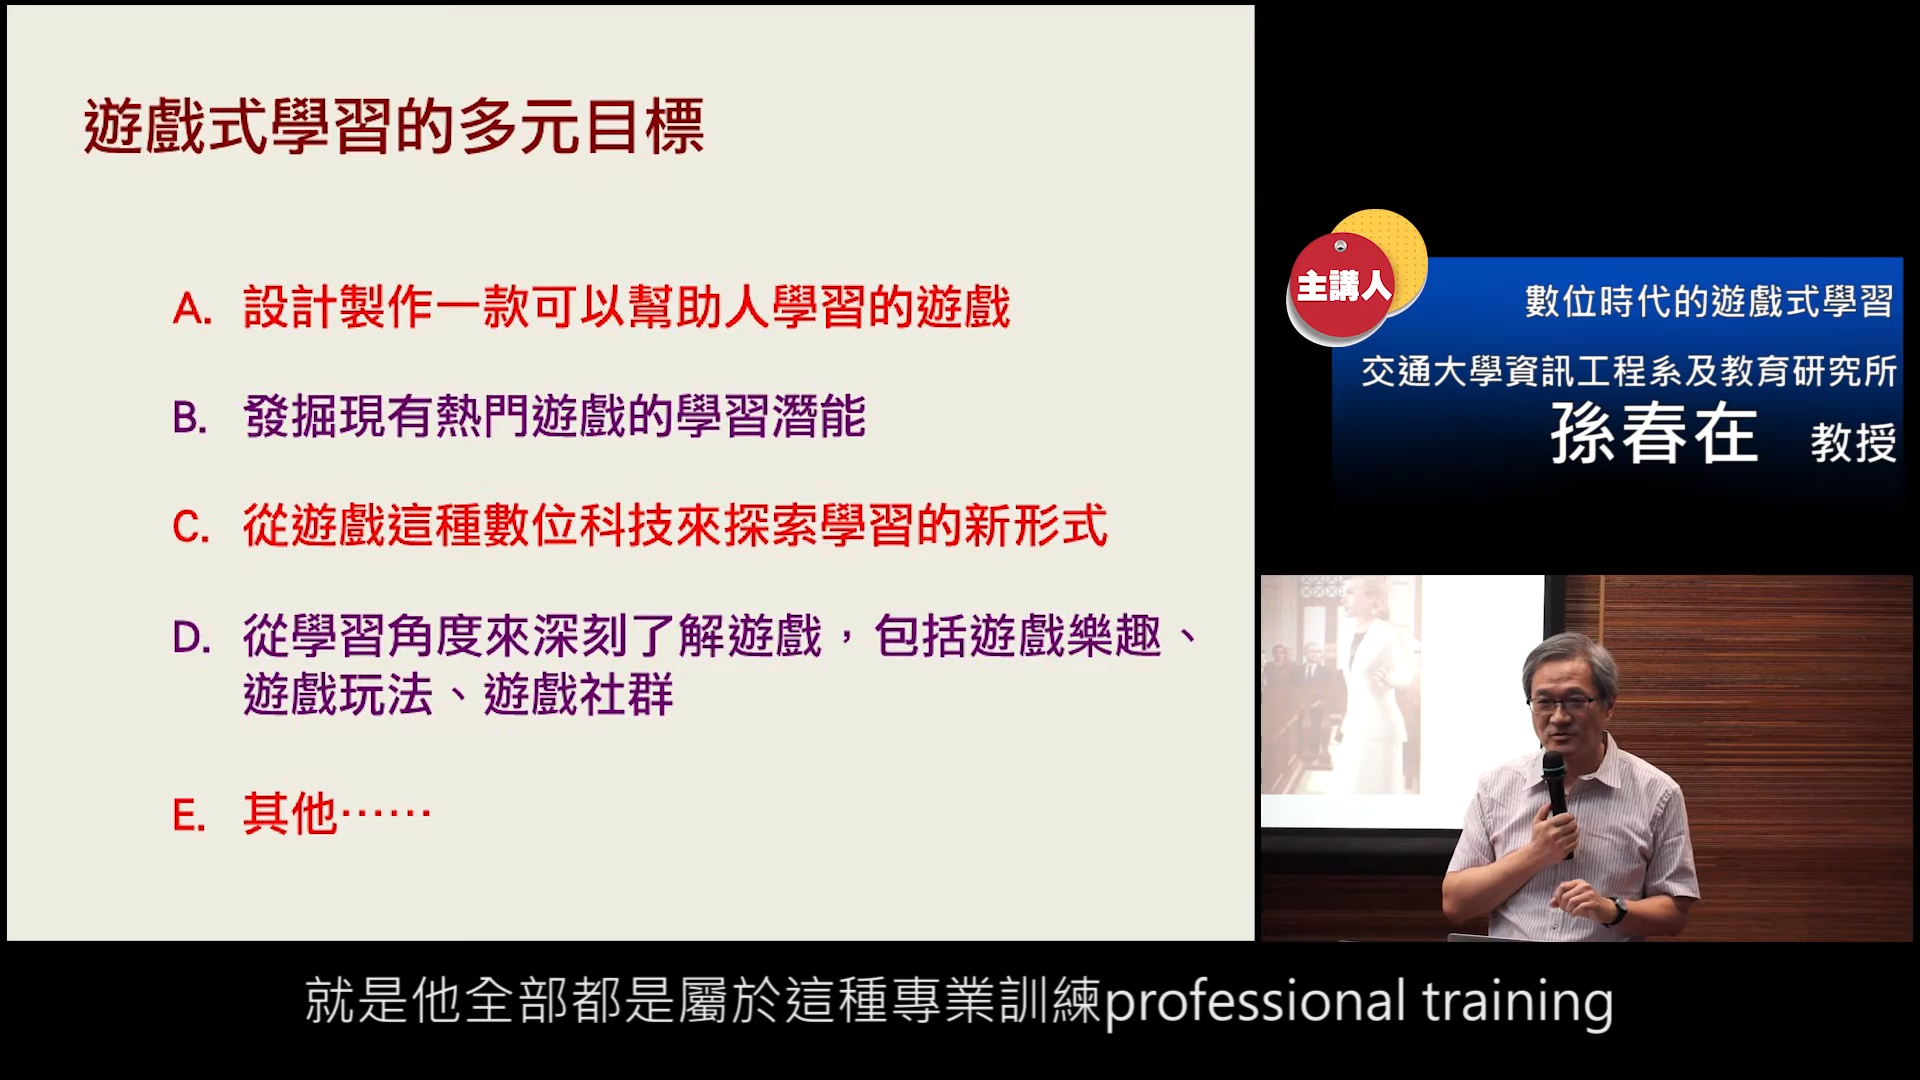 遊戲式學習的多元目標
A. 設計製作一款可以幫助人學習的遊戲
B. 發掘現有熱門遊戲的學習潛能
C. 從遊戲這種數位科技來探索學習的新形式
D. 從學習角度來深刻了解遊戲，包括遊戲樂趣、
遊戲玩法、遊戲社群
E. 其他⋯⋯
主講人
數位時代的遊戲式學習
交通大學資訊工程系及教育研究所
孫春在 教授
就是他全部都是屬於這種專業訓練professional training